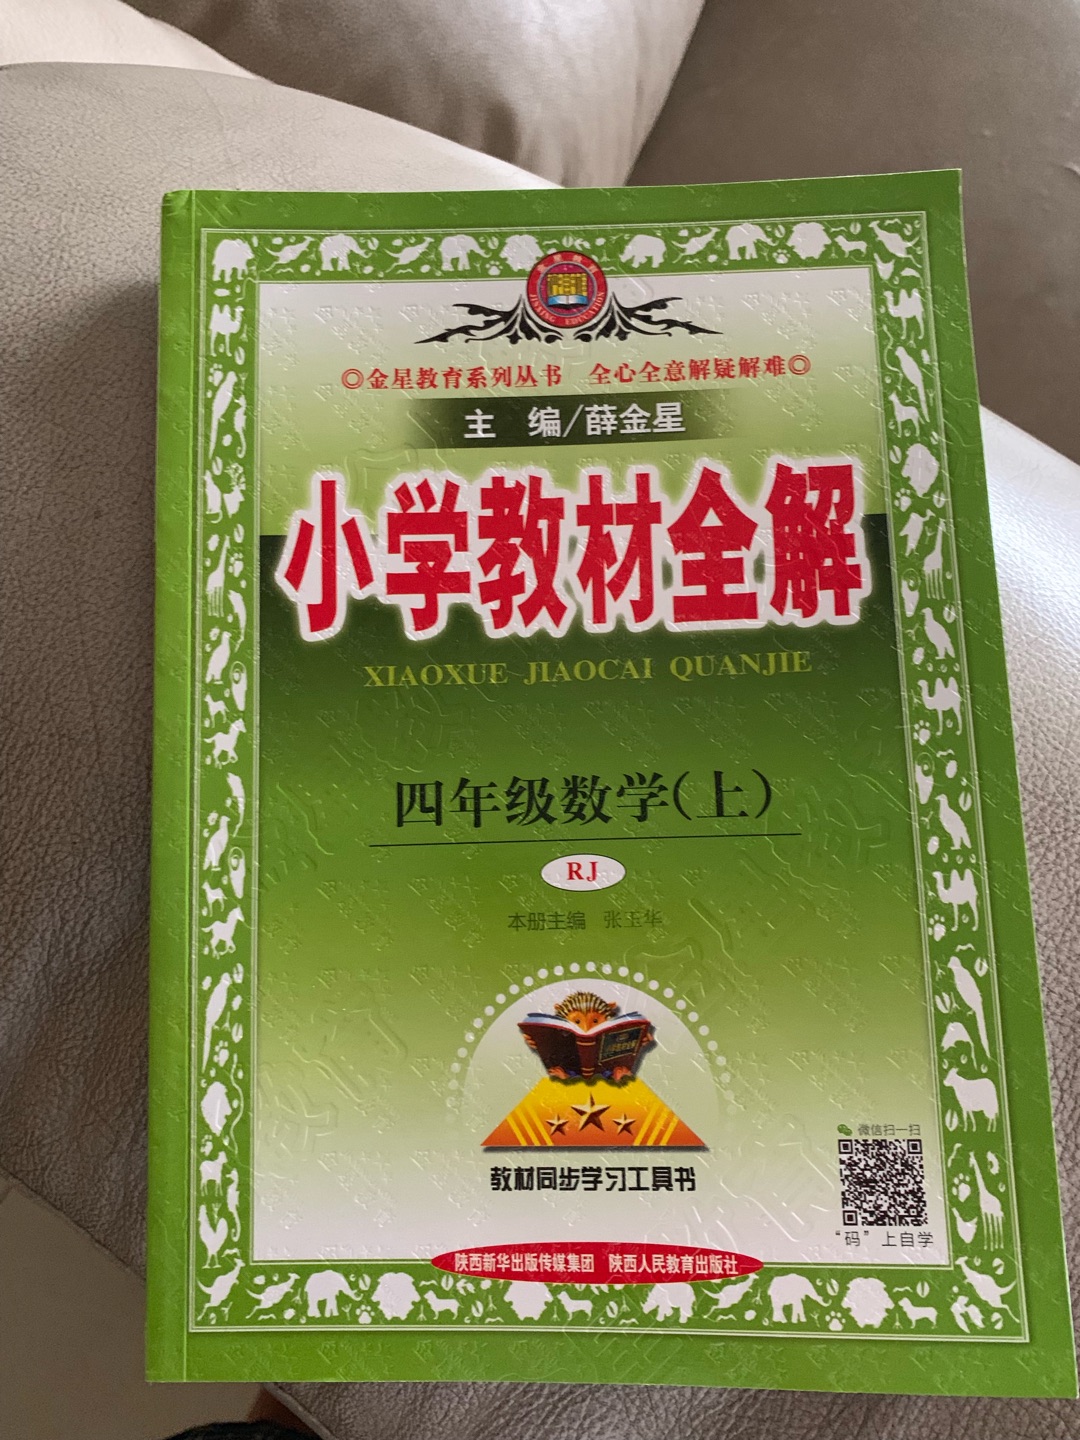 JINXING EDUCATION
◎金星教育系列丛书 全心全意解疑解难◎
主 编/薛金星
小学教材全解
XIAOXUE JIAOCAI QUANJIE
四年级数学(上)
RJ
本册主编 张玉华
教材同步学习工具书
微信扫一扫
“码”上自学
陕西新华出版传媒集团 陕西人民教育出版社